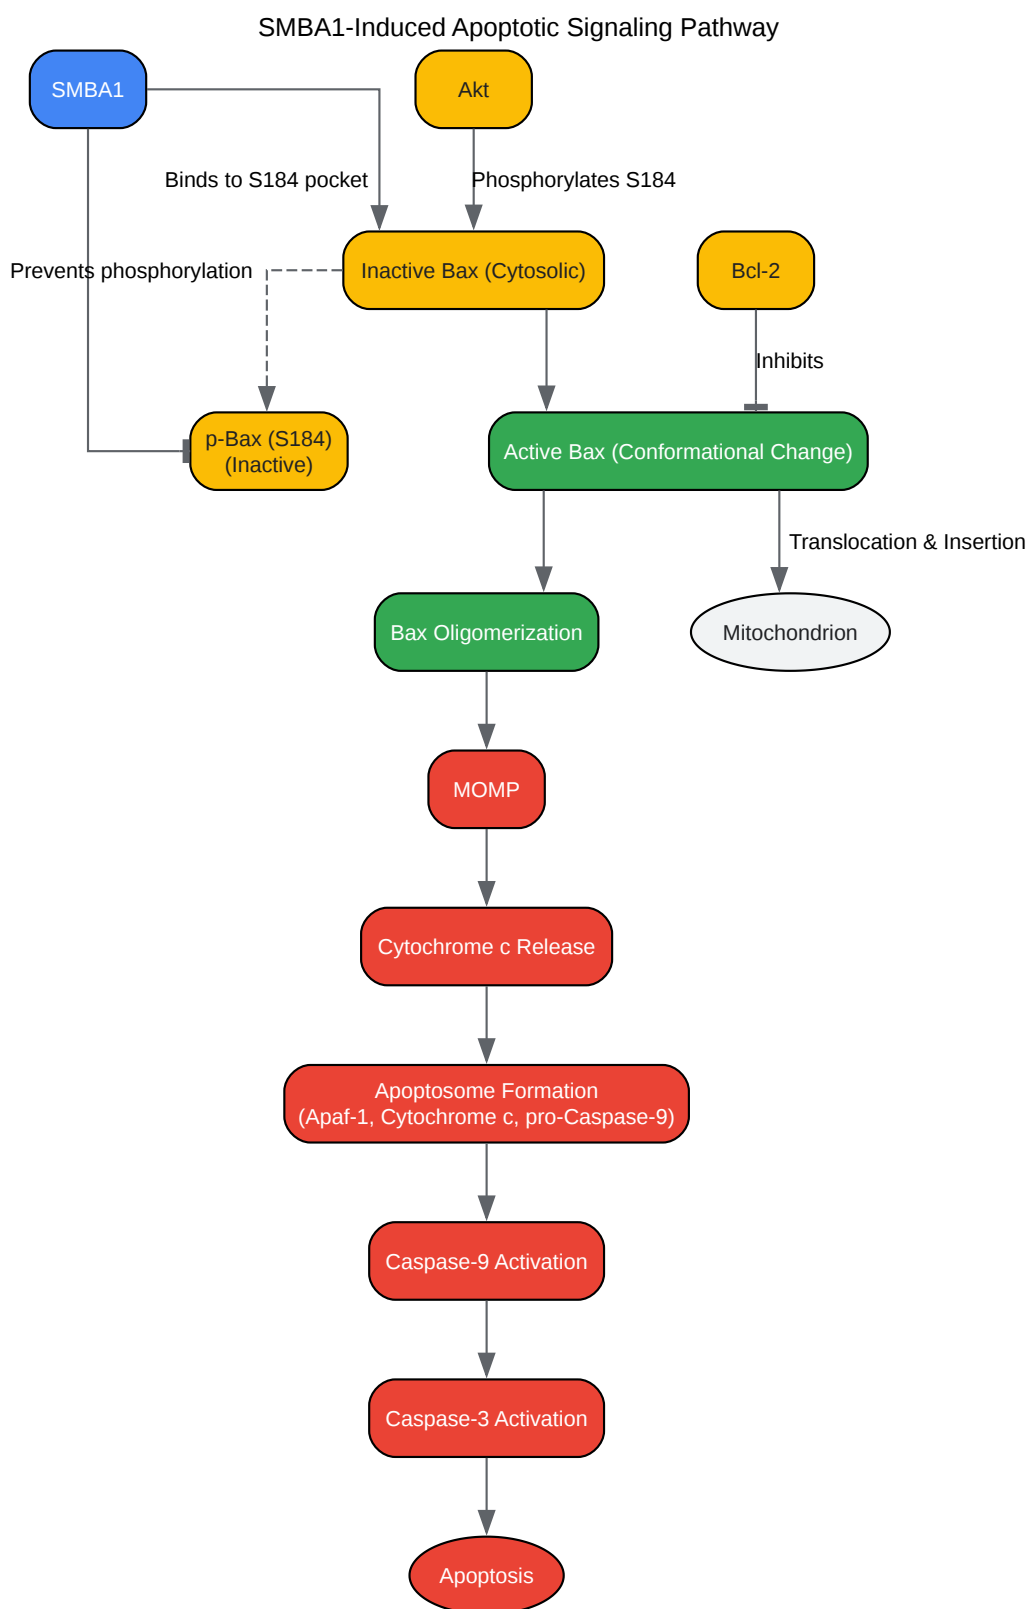 SMBA1-Induced Apoptotic Signaling Pathway
SMBA1
Akt
Binds to S184 pocket
Phosphorylates S184
Prevents phosphorylation
Inactive Bax (Cytosolic)
Bcl-2
Inhibits
p-Bax (S184)
(Inactive)
Active Bax (Conformational Change)
Translocation & Insertion
Bax Oligomerization
Mitochondrion
MOMP
Cytochrome c Release
Apoptosome Formation
(Apaf-1, Cytochrome c, pro-Caspase-9)
Caspase-9 Activation
Caspase-3 Activation
Apoptosis